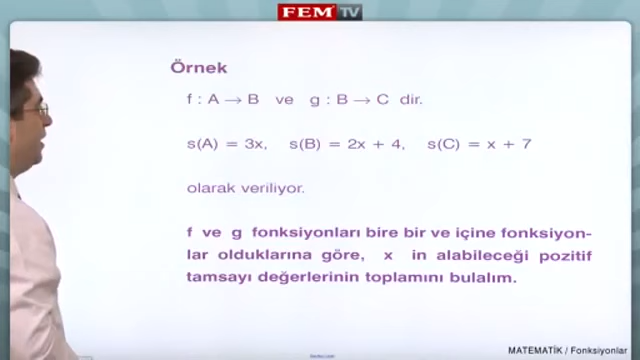 FEM TV
Örnek
f : A → B ve g : B → C dir.
s(A) = 3x, s(B) = 2x + 4, s(C) = x + 7
olarak veriliyor.
f ve g fonksiyonları bire bir ve içine fonksiyon-
lar olduklarına göre, x in alabileceği pozitif
tamsayı değerlerinin toplamını bulalım.
MATEMATİK / Fonksiyonlar